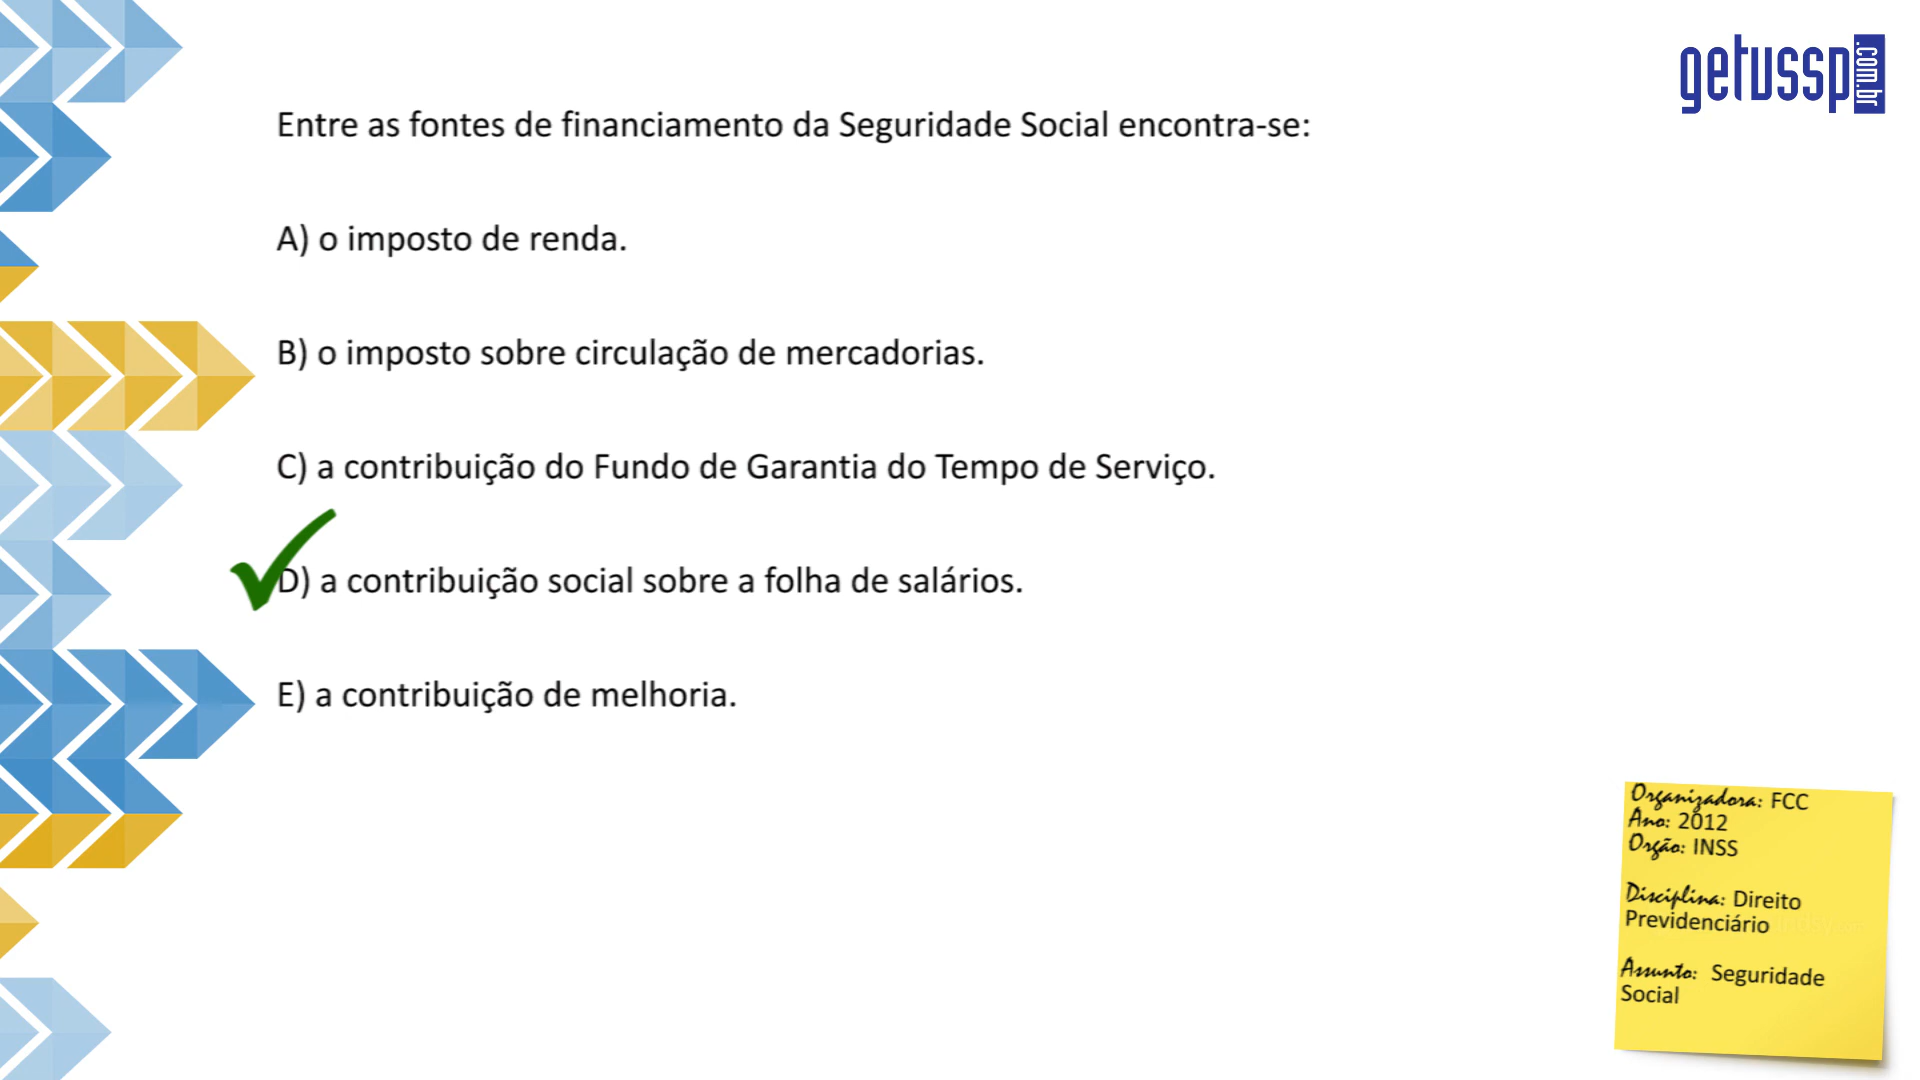 getussp.com.br
Entre as fontes de financiamento da Seguridade Social encontra-se:
A) o imposto de renda.
B) o imposto sobre circulação de mercadorias.
C) a contribuição do Fundo de Garantia do Tempo de Serviço.
D) a contribuição social sobre a folha de salários.
E) a contribuição de melhoria.
Organizadora: FCC
Ano: 2012
Orgão: INSS
Disciplina: Direito
Previdenciário
Assunto: Seguridade
Social